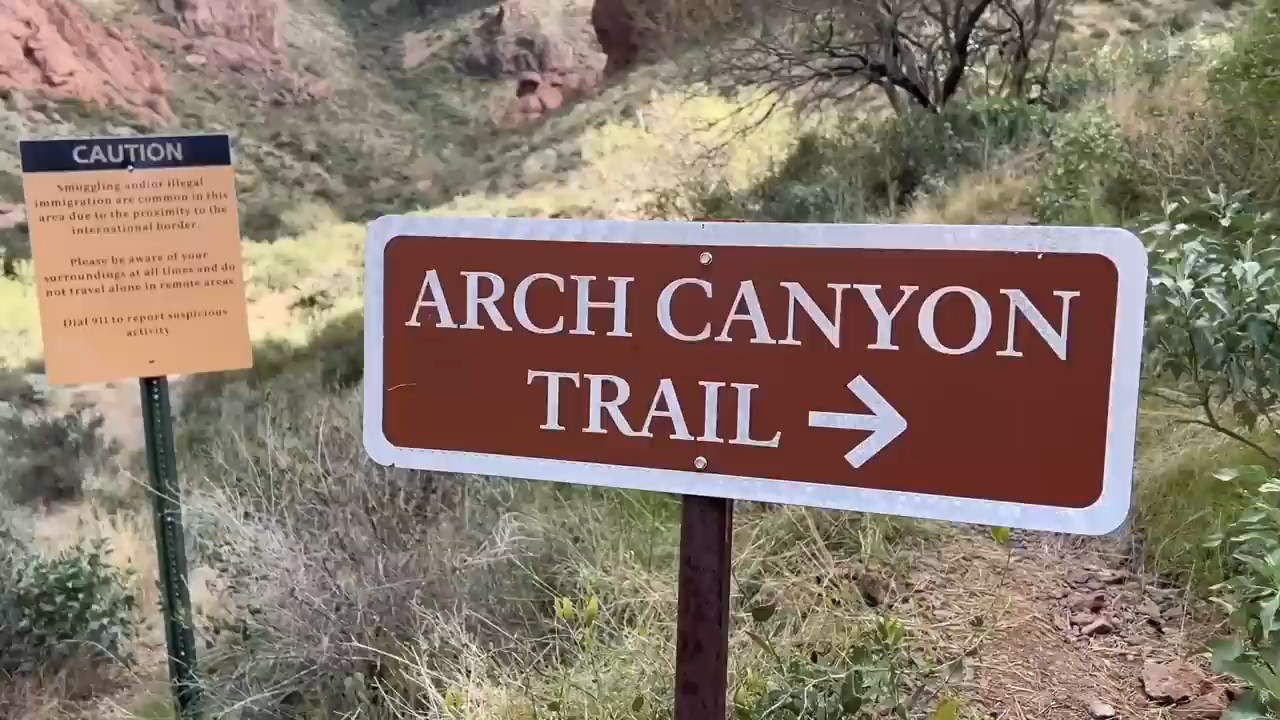 CAUTION
Smuggling and/or illegal
immigration are common in this
area due to the proximity to the
international border.
Please be aware of your
surroundings at all times and do
not travel alone in remote areas
Dial 911 to report suspicious
activity
ARCH CANYON
TRAIL →